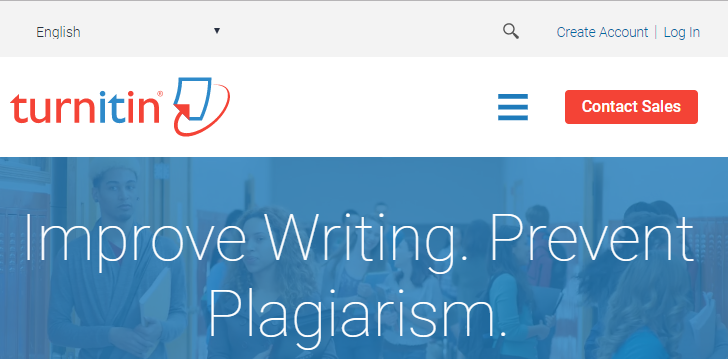 English
Create Account | Log In
turnitin®
Contact Sales
Improve Writing. Prevent
Plagiarism.